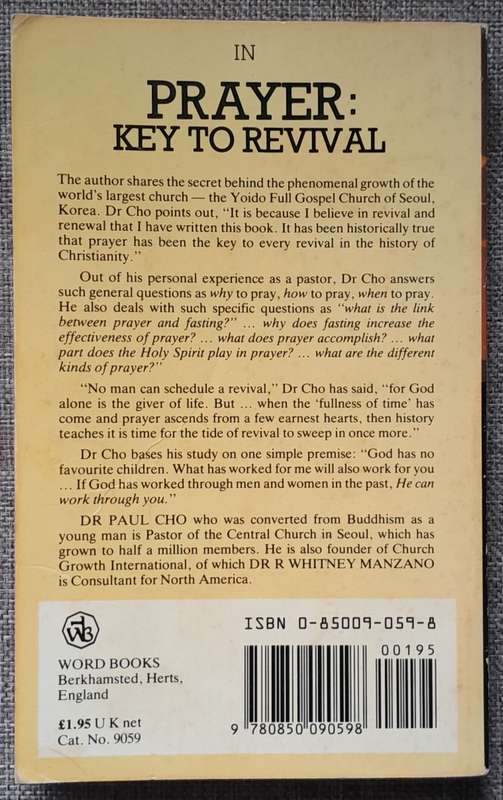 IN
PRAYER:
KEY TO REVIVAL
The author shares the secret behind the phenomenal growth of the
world's largest church — the Yoido Full Gospel Church of Seoul,
Korea. Dr Cho points out, “It is because I believe in revival and
renewal that I have written this book. It has been historically true
that prayer has been the key to every revival in the history of
Christianity.”
Out of his personal experience as a pastor, Dr Cho answers
such general questions as why to pray, how to pray, when to pray.
He also deals with such specific questions as “what is the link
between prayer and fasting?” ... why does fasting increase the
effectiveness of prayer? ... what does prayer accomplish? ... what
part does the Holy Spirit play in prayer? ... what are the different
kinds of prayer?”
“No man can schedule a revival,” Dr Cho has said, “for God
alone is the giver of life. But ... when the ‘fullness of time’ has
come and prayer ascends from a few earnest hearts, then history
teaches it is time for the tide of revival to sweep in once more.”
Dr Cho bases his study on one simple premise: “God has no
favourite children. What has worked for me will also work for you
... If God has worked through men and women in the past, He can
work through you.”
DR PAUL CHO who was converted from Buddhism as a
young man is Pastor of the Central Church in Seoul, which has
grown to half a million members. He is also founder of Church
Growth International, of which DR R WHITNEY MANZANO
is Consultant for North America.
WB
WORD BOOKS
Berkhamsted, Herts,
England
£1.95 U K net
Cat. No. 9059
ISBN 0-85009-059-8
00195
9 780850 090598